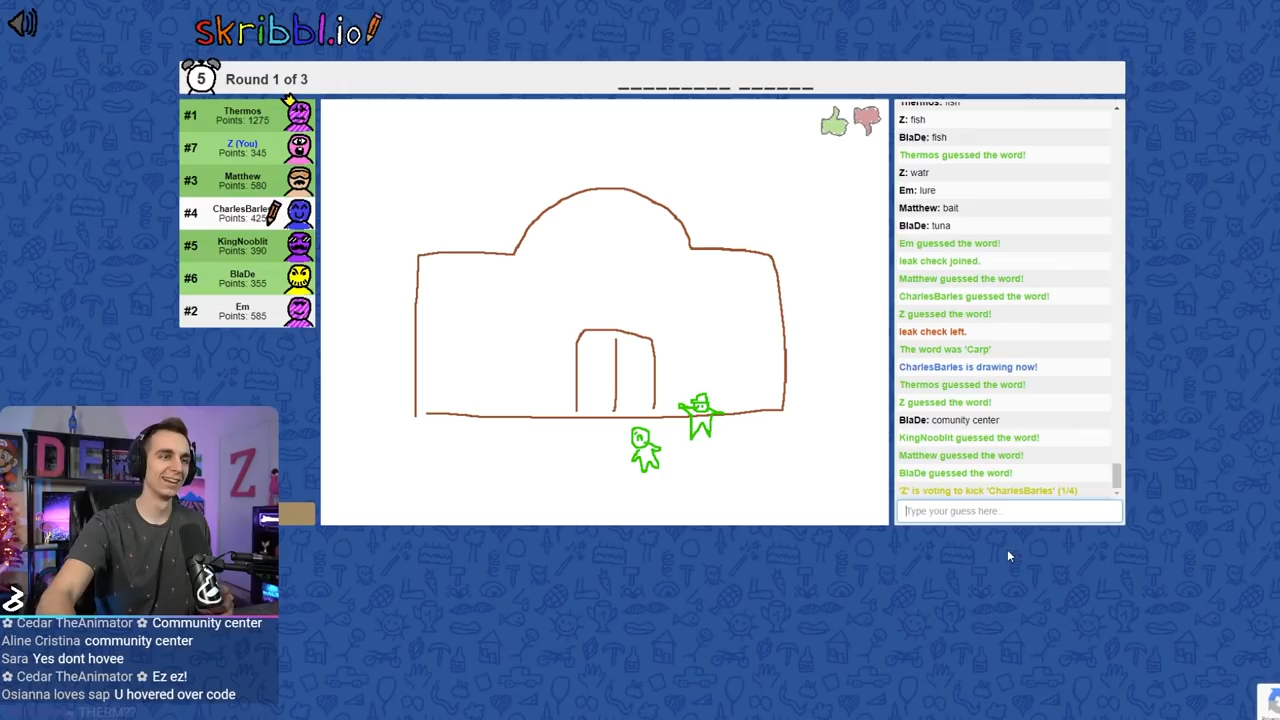 skribbl.io
5 Round 1 of 3
_________ ______
#1 Thermos
Points: 1275
#7 Z (You)
Points: 345
#3 Matthew
Points: 580
#4 CharlesBarles
Points: 425
#5 KingNooblit
Points: 390
#6 BlaDe
Points: 355
#2 Em
Points: 585
Thermos: fish
Z: fish
BlaDe: fish
Thermos guessed the word!
Z: watr
Em: lure
Matthew: bait
BlaDe: tuna
Em guessed the word!
leak check joined.
Matthew guessed the word!
CharlesBarles guessed the word!
Z guessed the word!
leak check left.
The word was 'Carp'
CharlesBarles is drawing now!
Thermos guessed the word!
Z guessed the word!
BlaDe: comunity center
KingNooblit guessed the word!
Matthew guessed the word!
BlaDe guessed the word!
'Z' is voting to kick 'CharlesBarles' (1/4)
Type your guess here...
D E Z
Cedar TheAnimator Community center
Aline Cristina community center
Sara Yes dont hovee
Cedar TheAnimator Ez ez!
Osianna loves sap U hovered over code
THERM??